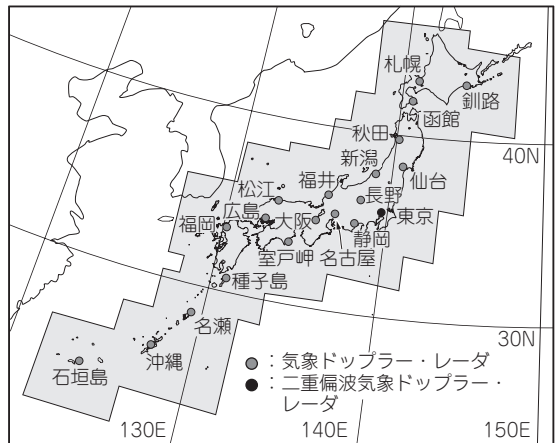 札幌
釧路
函館
秋田
40N
新潟
仙台
福井
長野
松江
広島
大阪
東京
福岡
静岡
室戸岬
名古屋
種子島
名瀬
30N
沖縄
石垣島
●：気象ドップラー・レーダ
●：二重偏波気象ドップラー・
レーダ
130E
140E
150E